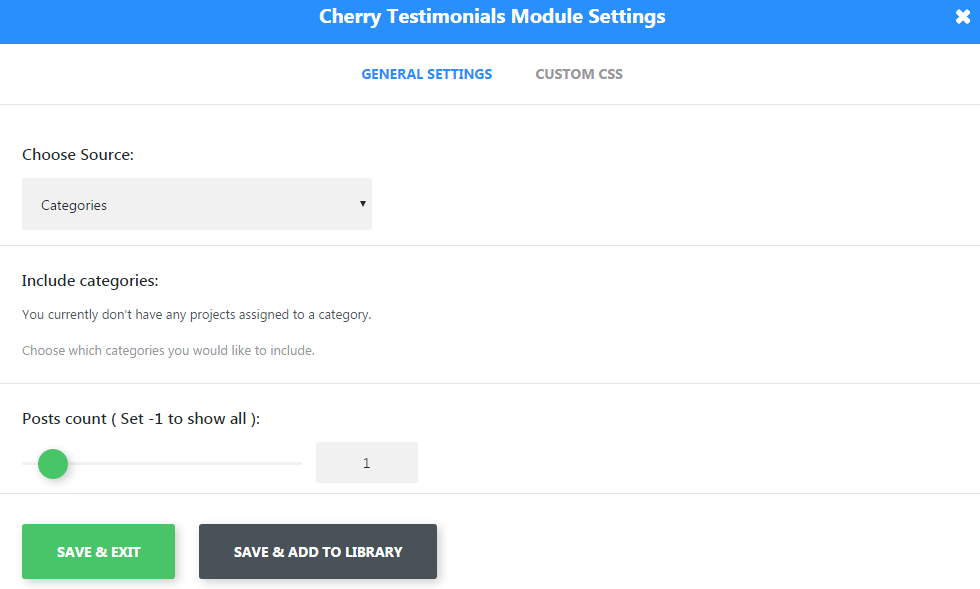 Cherry Testimonials Module Settings
GENERAL SETTINGS CUSTOM CSS
Choose Source:
Categories
Include categories:
You currently don't have any projects assigned to a category.
Choose which categories you would like to include.
Posts count ( Set -1 to show all ):
1
SAVE & EXIT SAVE & ADD TO LIBRARY